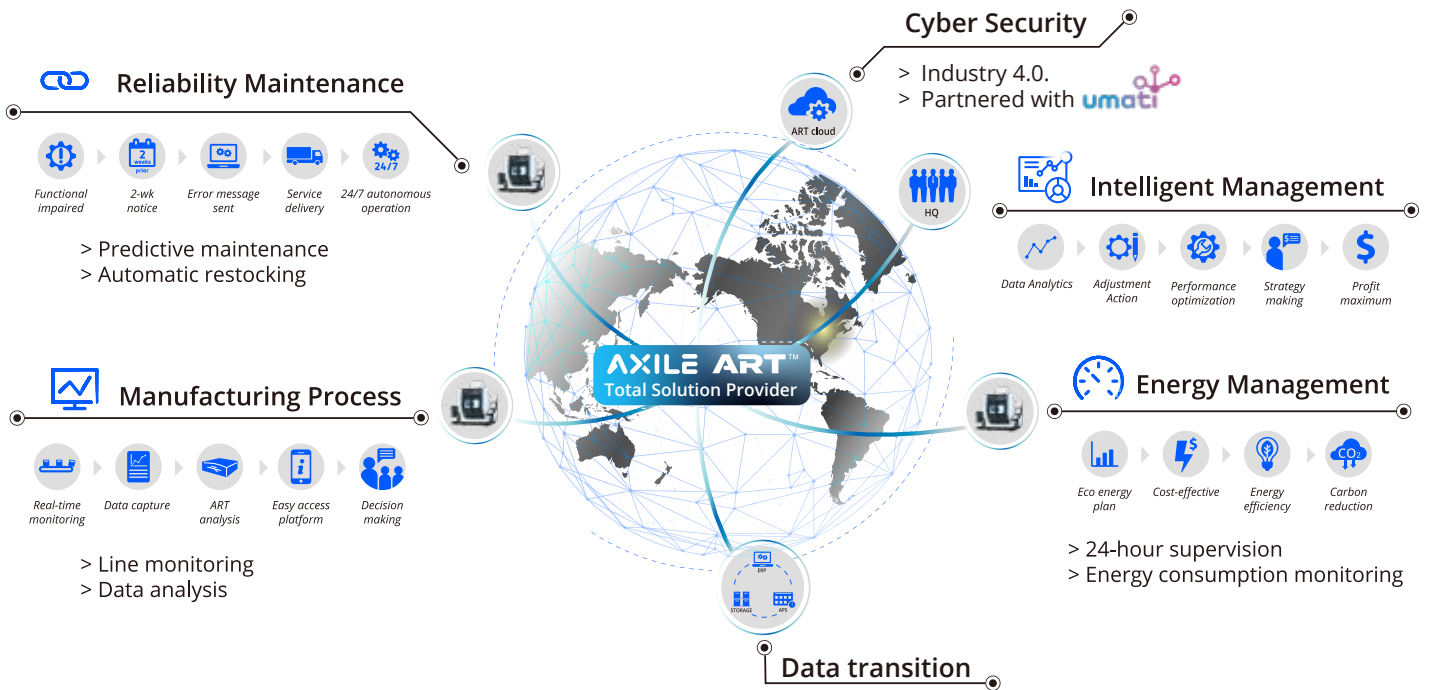 Cyber Security
> Industry 4.0.
> Partnered with umati
ART cloud
HQ
Reliability Maintenance
2
weeks
prior
24/7
Functional
impaired
2-wk
notice
Error message
sent
Service
delivery
24/7 autonomous
operation
> Predictive maintenance
> Automatic restocking
Intelligent Management
$
Data Analytics
Adjustment
Action
Performance
optimization
Strategy
making
Profit
maximum
AXILE ART™
Total Solution Provider
Manufacturing Process
i
Real-time
monitoring
Data capture
ART
analysis
Easy access
platform
Decision
making
> Line monitoring
> Data analysis
Energy Management
$
CO2
Eco energy
plan
Cost-effective
Energy
efficiency
Carbon
reduction
> 24-hour supervision
> Energy consumption monitoring
ERP
STORAGE
APS
Data transition